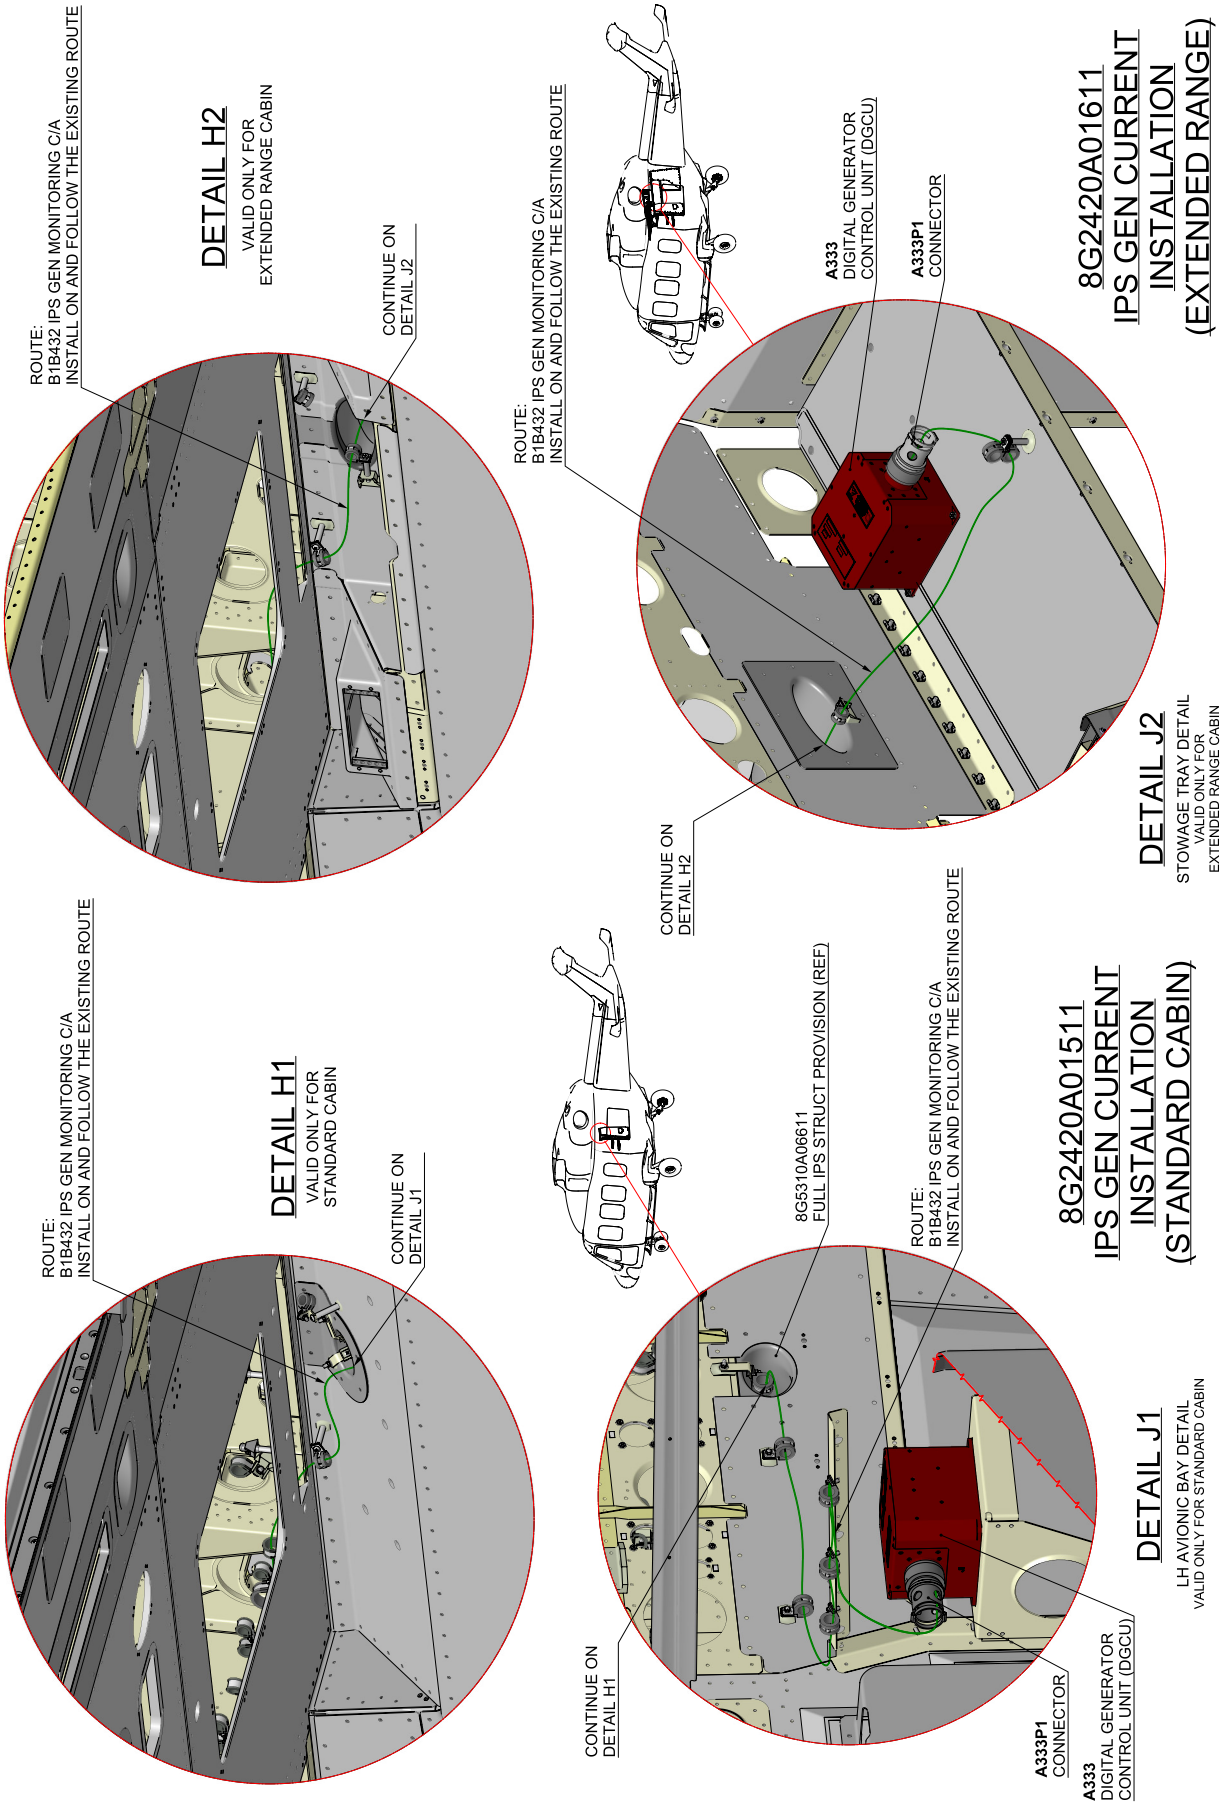 ROUTE:
B1B432 IPS GEN MONITORING C/A
INSTALL ON AND FOLLOW THE EXISTING ROUTE
DETAIL H1
VALID ONLY FOR
STANDARD CABIN
CONTINUE ON
DETAIL J1
ROUTE:
B1B432 IPS GEN MONITORING C/A
INSTALL ON AND FOLLOW THE EXISTING ROUTE
DETAIL H2
VALID ONLY FOR
EXTENDED RANGE CABIN
CONTINUE ON
DETAIL J2
CONTINUE ON
DETAIL H1
8G5310A06611
FULL IPS STRUCT PROVISION (REF)
ROUTE:
B1B432 IPS GEN MONITORING C/A
INSTALL ON AND FOLLOW THE EXISTING ROUTE
A333P1
CONNECTOR
A333
DIGITAL GENERATOR
CONTROL UNIT (DGCU)
DETAIL J1
LH AVIONIC BAY DETAIL
VALID ONLY FOR STANDARD CABIN
8G2420A01511
IPS GEN CURRENT
INSTALLATION
(STANDARD CABIN)
ROUTE:
B1B432 IPS GEN MONITORING C/A
INSTALL ON AND FOLLOW THE EXISTING ROUTE
CONTINUE ON
DETAIL H2
A333
DIGITAL GENERATOR
CONTROL UNIT (DGCU)
A333P1
CONNECTOR
DETAIL J2
STOWAGE TRAY DETAIL
VALID ONLY FOR
EXTENDED RANGE CABIN
8G2420A01611
IPS GEN CURRENT
INSTALLATION
(EXTENDED RANGE)